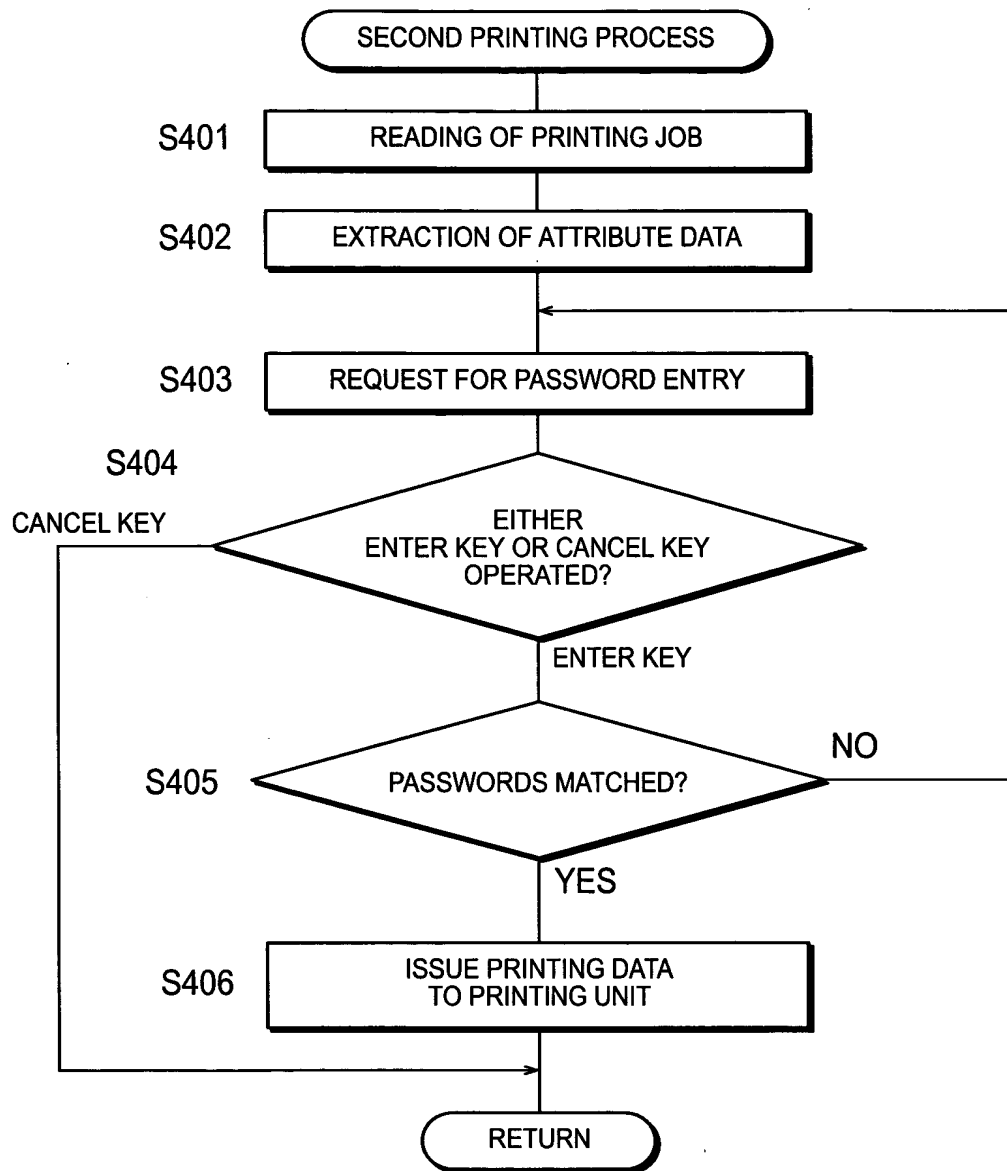 SECOND PRINTING PROCESS
S401
READING OF PRINTING JOB
S402
EXTRACTION OF ATTRIBUTE DATA
S403
REQUEST FOR PASSWORD ENTRY
S404
CANCEL KEY
EITHER
ENTER KEY OR CANCEL KEY
OPERATED?
ENTER KEY
S405
PASSWORDS MATCHED?
NO
YES
S406
ISSUE PRINTING DATA
TO PRINTING UNIT
RETURN